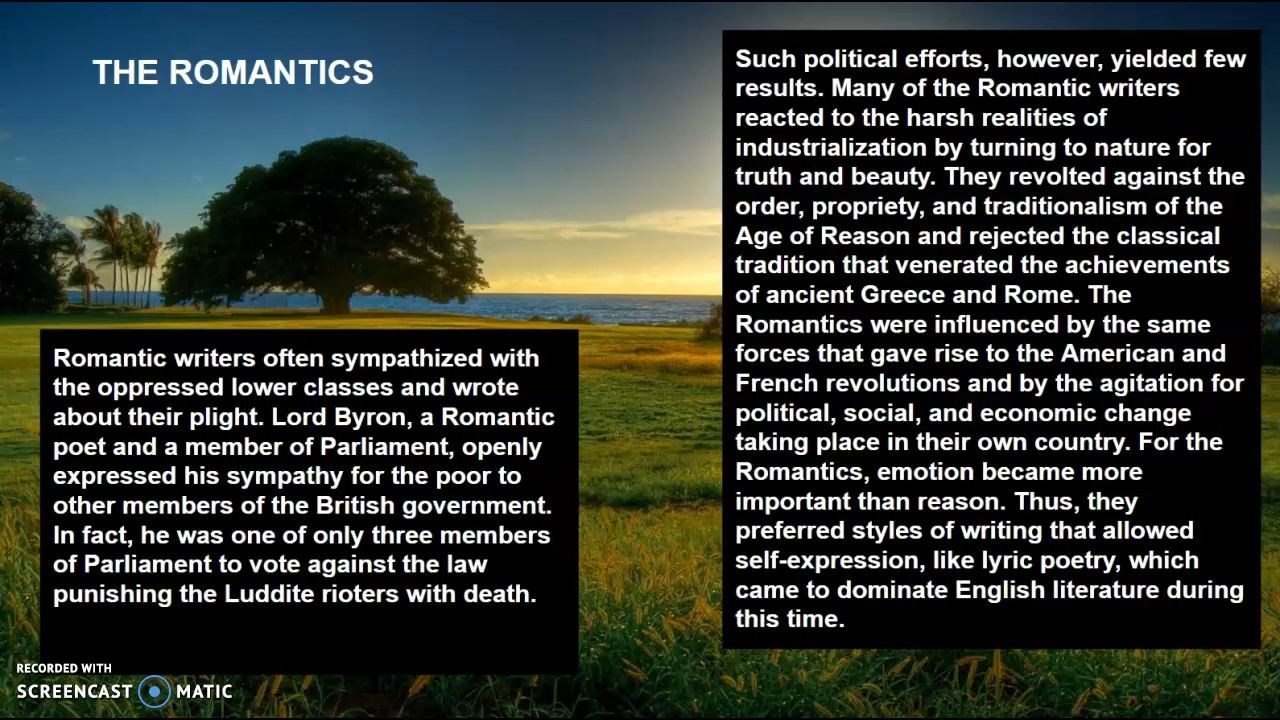 THE ROMANTICS
Romantic writers often sympathized with
the oppressed lower classes and wrote
about their plight. Lord Byron, a Romantic
poet and a member of Parliament, openly
expressed his sympathy for the poor to
other members of the British government.
In fact, he was one of only three members
of Parliament to vote against the law
punishing the Luddite rioters with death.
Such political efforts, however, yielded few
results. Many of the Romantic writers
reacted to the harsh realities of
industrialization by turning to nature for
truth and beauty. They revolted against the
order, propriety, and traditionalism of the
Age of Reason and rejected the classical
tradition that venerated the achievements
of ancient Greece and Rome. The
Romantics were influenced by the same
forces that gave rise to the American and
French revolutions and by the agitation for
political, social, and economic change
taking place in their own country. For the
Romantics, emotion became more
important than reason. Thus, they
preferred styles of writing that allowed
self-expression, like lyric poetry, which
came to dominate English literature during
this time.
RECORDED WITH
SCREENCAST MATIC